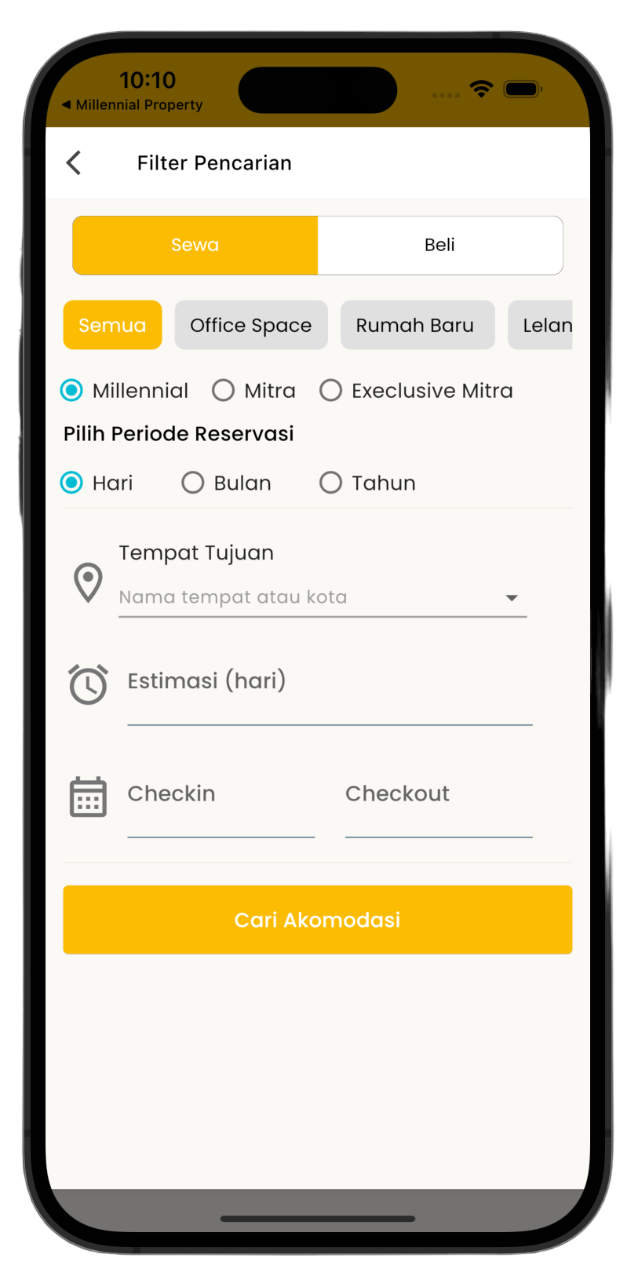 10:10
◀ Millennial Property
Filter Pencarian
Sewa Beli
Semua Office Space Rumah Baru Lelan
Millennial Mitra Execlusive Mitra
Pilih Periode Reservasi
Hari Bulan Tahun
Tempat Tujuan
Nama tempat atau kota
Estimasi (hari)
Checkin Checkout
Cari Akomodasi